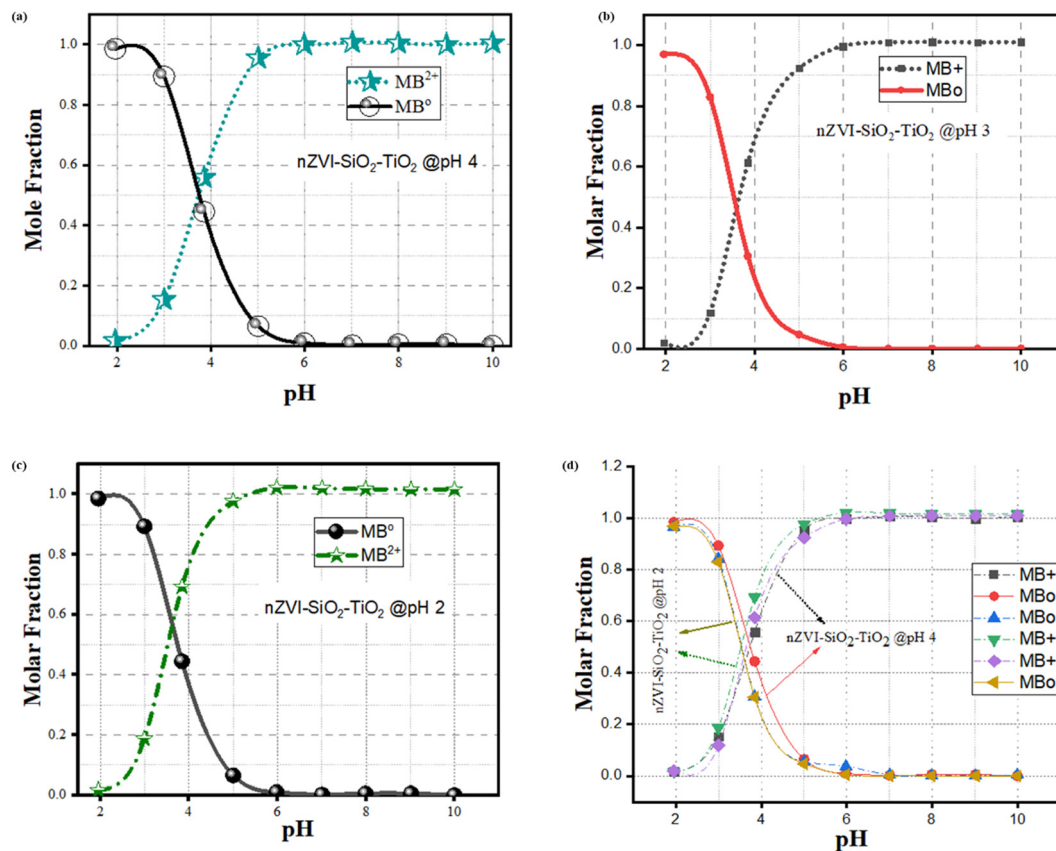 (a)
Mole Fraction
1.0
0.8
0.6
0.4
0.2
0.0
MB²⁺
MBº
nZVI-SiO₂-TiO₂ @pH 4
2 4 6 8 10
pH
(b)
Molar Fraction
1.0
0.8
0.6
0.4
0.2
0.0
MB+
MBo
nZVI-SiO₂-TiO₂ @pH 3
2 4 6 8 10
pH
(c)
Molar Fraction
1.0
0.8
0.6
0.4
0.2
0.0
MBº
MB²⁺
nZVI-SiO₂-TiO₂ @pH 2
2 4 6 8 10
pH
(d)
Molar Fraction
1.2
1.0
0.8
0.6
0.4
0.2
0.0
nZVI-SiO₂-TiO₂ @pH 2
nZVI-SiO₂-TiO₂ @pH 4
MB+
MBo
MBo
MB+
MB+
MBo
2 4 6 8 10
pH